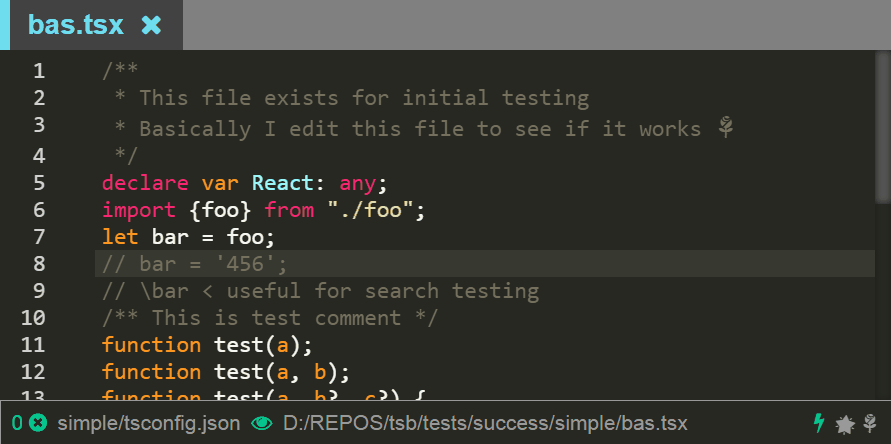 bas.tsx ✖
1 /**
2  * This file exists for initial testing
3  * Basically I edit this file to see if it works 🌹
4  */
5 declare var React: any;
6 import {foo} from "./foo";
7 let bar = foo;
8 // bar = '456';
9 // \bar < useful for search testing
10 /** This is test comment */
11 function test(a);
12 function test(a, b);
13 function test(a, b?, c?) {
0 simple/tsconfig.json D:/REPOS/tsb/tests/success/simple/bas.tsx